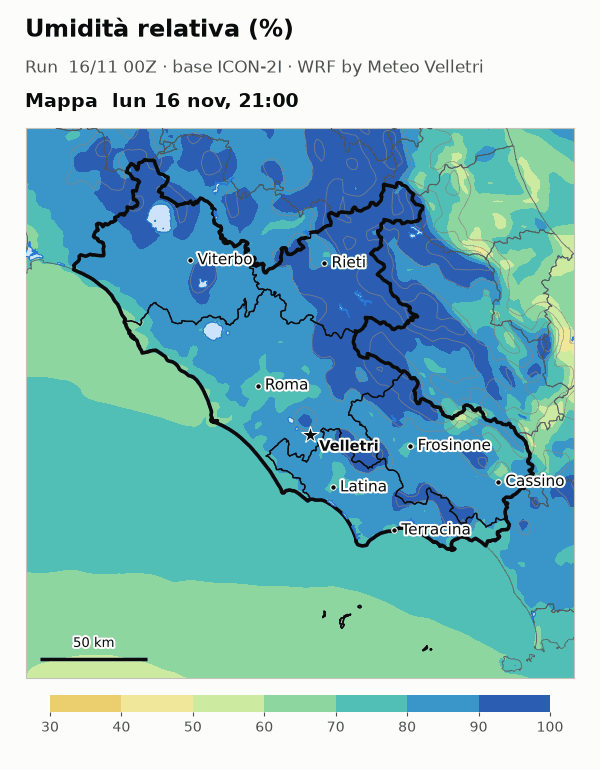 Umidità relativa (%)
Run  16/11 00Z · base ICON-2I · WRF by Meteo Velletri
Mappa  lun 16 nov, 21:00
Viterbo
Rieti
Roma
Velletri
Frosinone
Latina
Cassino
Terracina
50 km
30 40 50 60 70 80 90 100